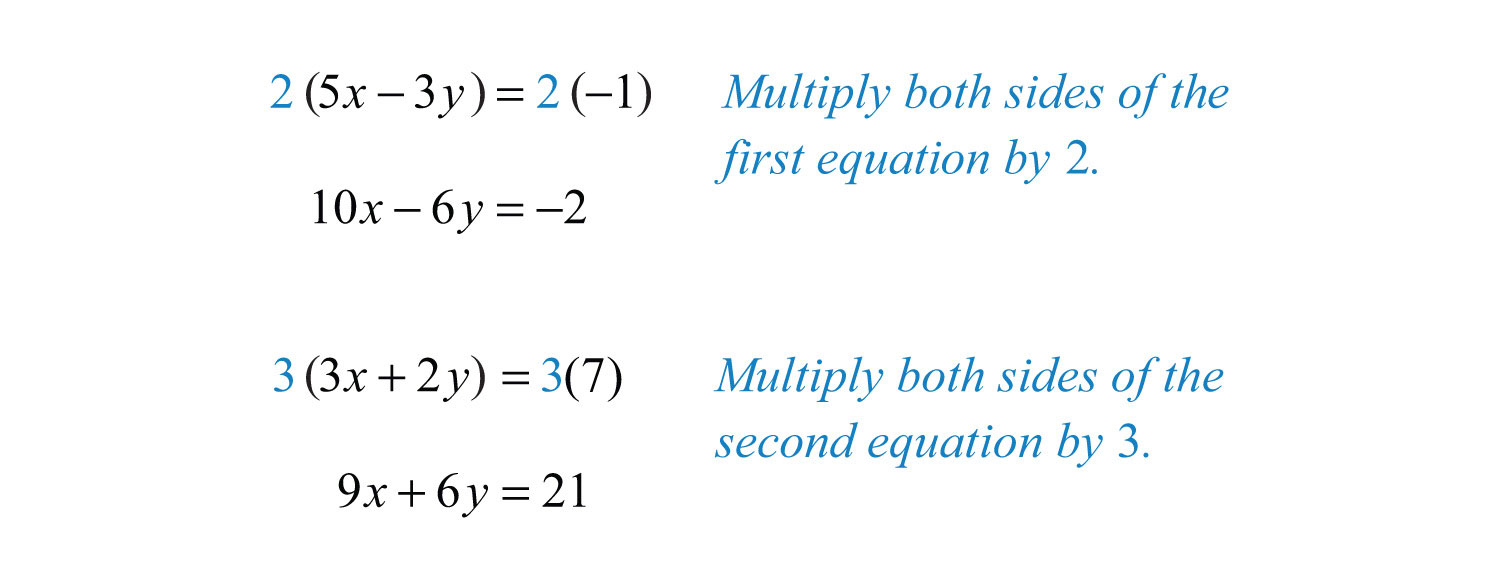 2 (5x − 3y) = 2 (−1) Multiply both sides of the
first equation by 2.
10x − 6y = −2
3 (3x + 2y) = 3(7) Multiply both sides of the
second equation by 3.
9x + 6y = 21